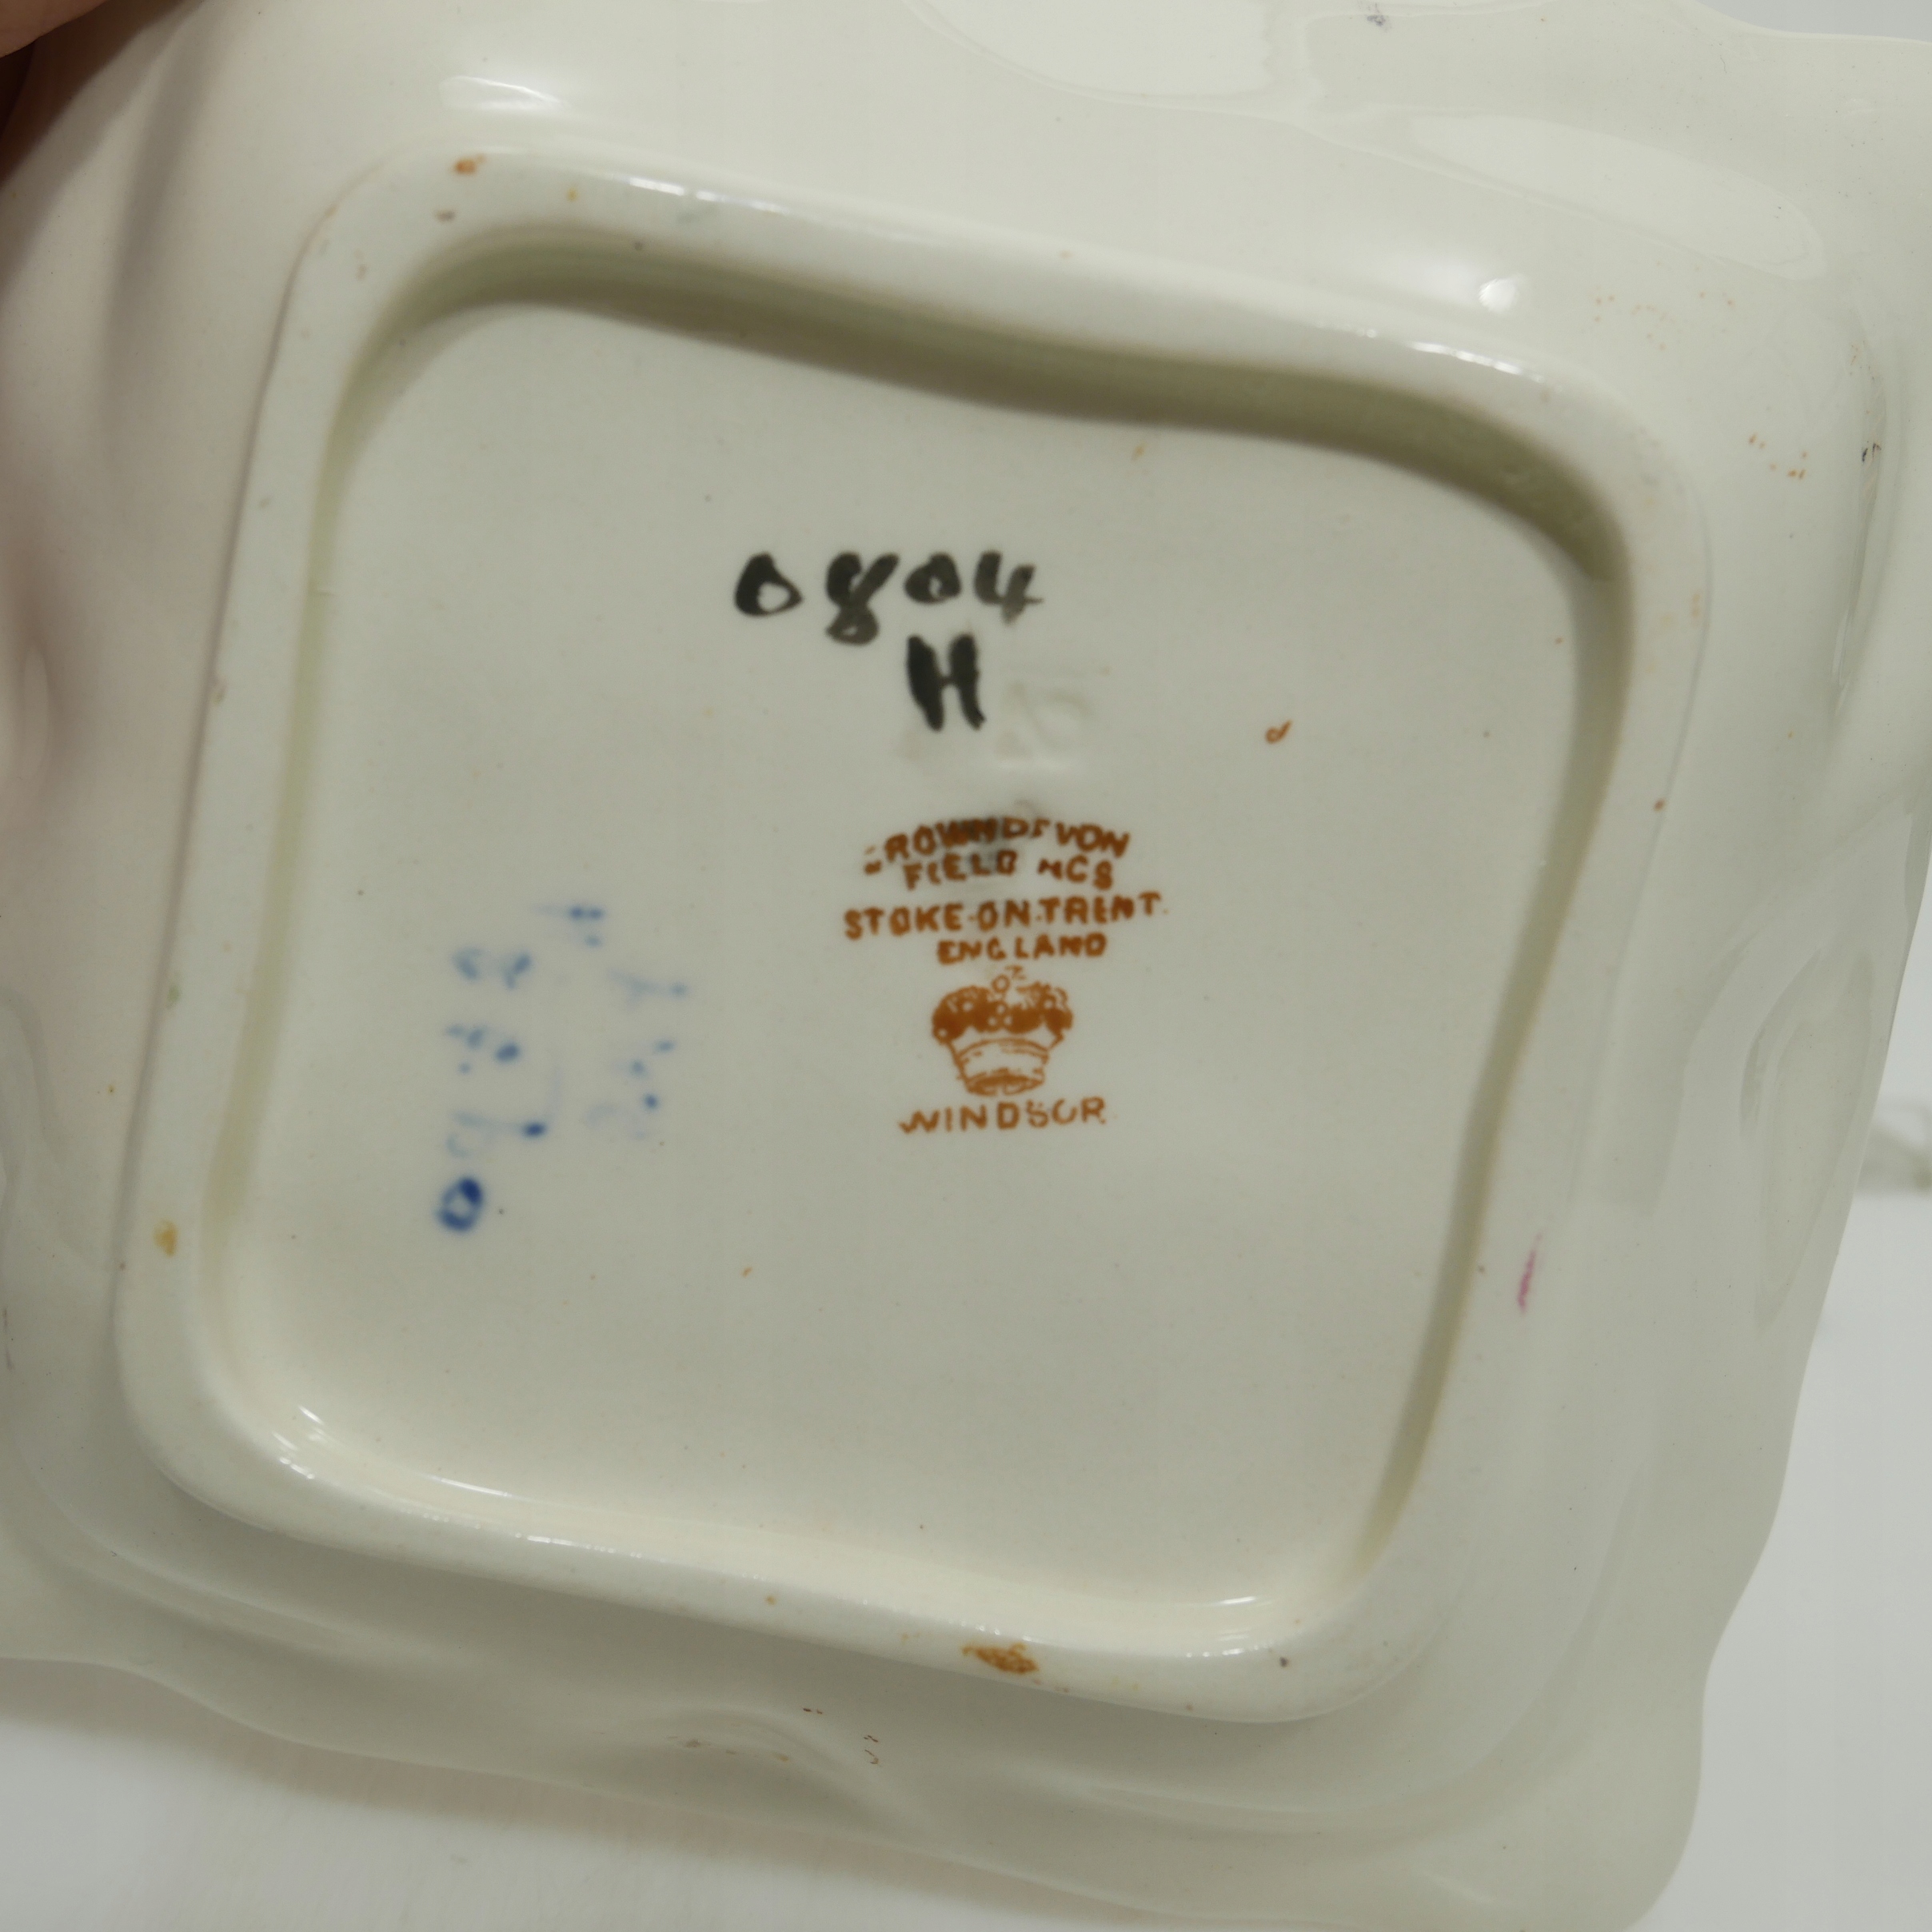 0804
H
CROWN DEVON
FIELDINGS
STOKE-ON-TRENT.
ENGLAND
WINDSOR